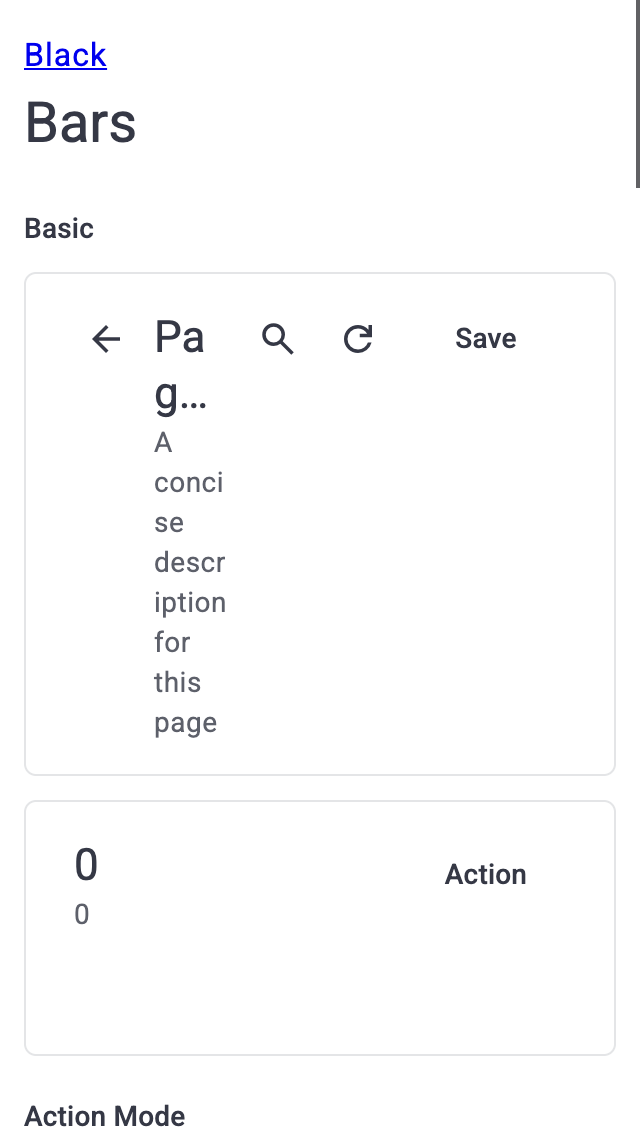 Black
Bars
Basic
Pa
g...
Save
A
conci
se
descr
iption
for
this
page
0
0
Action
Action Mode